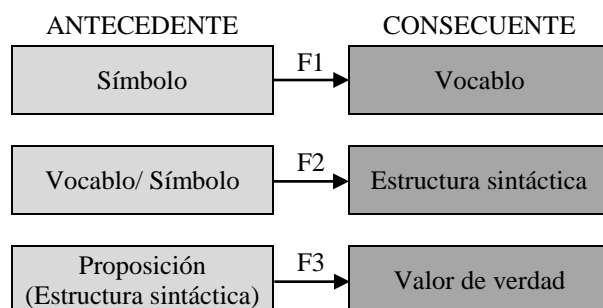 ANTECEDENTE CONSECUENTE
Símbolo F1 Vocablo
Vocablo/ Símbolo F2 Estructura sintáctica
Proposición
(Estructura sintáctica) F3 Valor de verdad